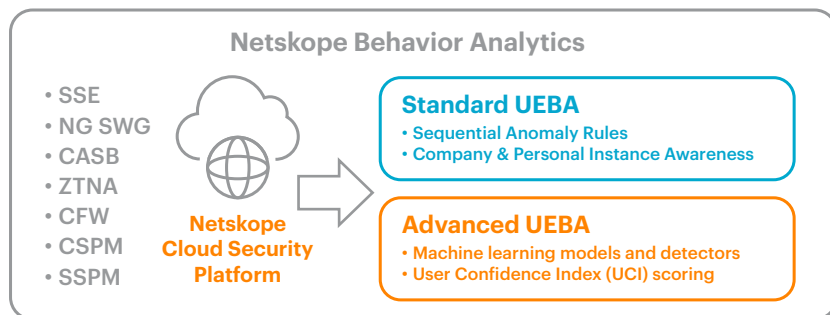 Netskope Behavior Analytics
• SSE
• NG SWG
• CASB
• ZTNA
• CFW
• CSPM
• SSPM
Netskope
Cloud Security
Platform
Standard UEBA
• Sequential Anomaly Rules
• Company & Personal Instance Awareness
Advanced UEBA
• Machine learning models and detectors
• User Confidence Index (UCI) scoring